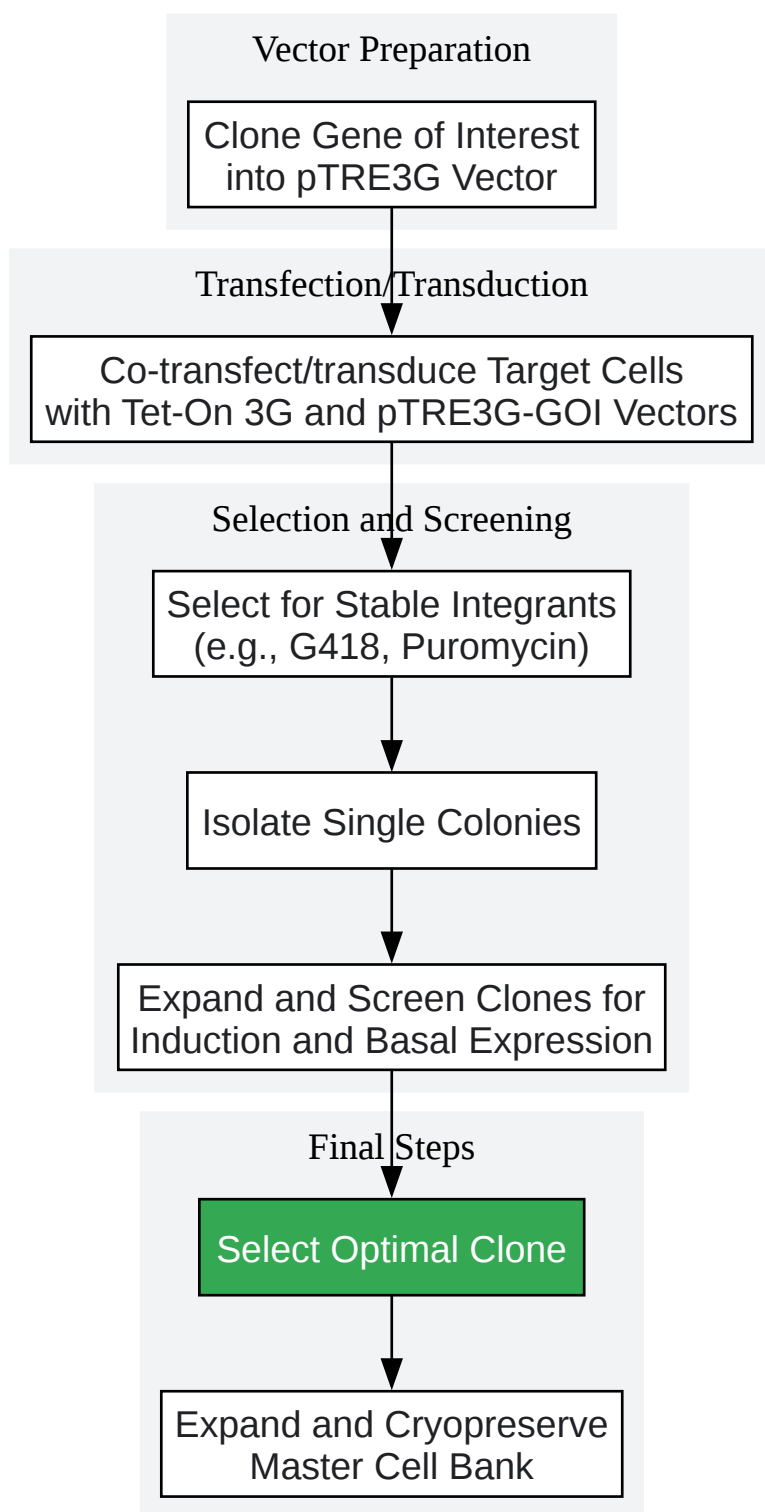 Vector Preparation
Clone Gene of Interest
into pTRE3G Vector
Transfection/Transduction
Co-transfect/transduce Target Cells
with Tet-On 3G and pTRE3G-GOI Vectors
Selection and Screening
Select for Stable Integrants
(e.g., G418, Puromycin)
Isolate Single Colonies
Expand and Screen Clones for
Induction and Basal Expression
Final Steps
Select Optimal Clone
Expand and Cryopreserve
Master Cell Bank